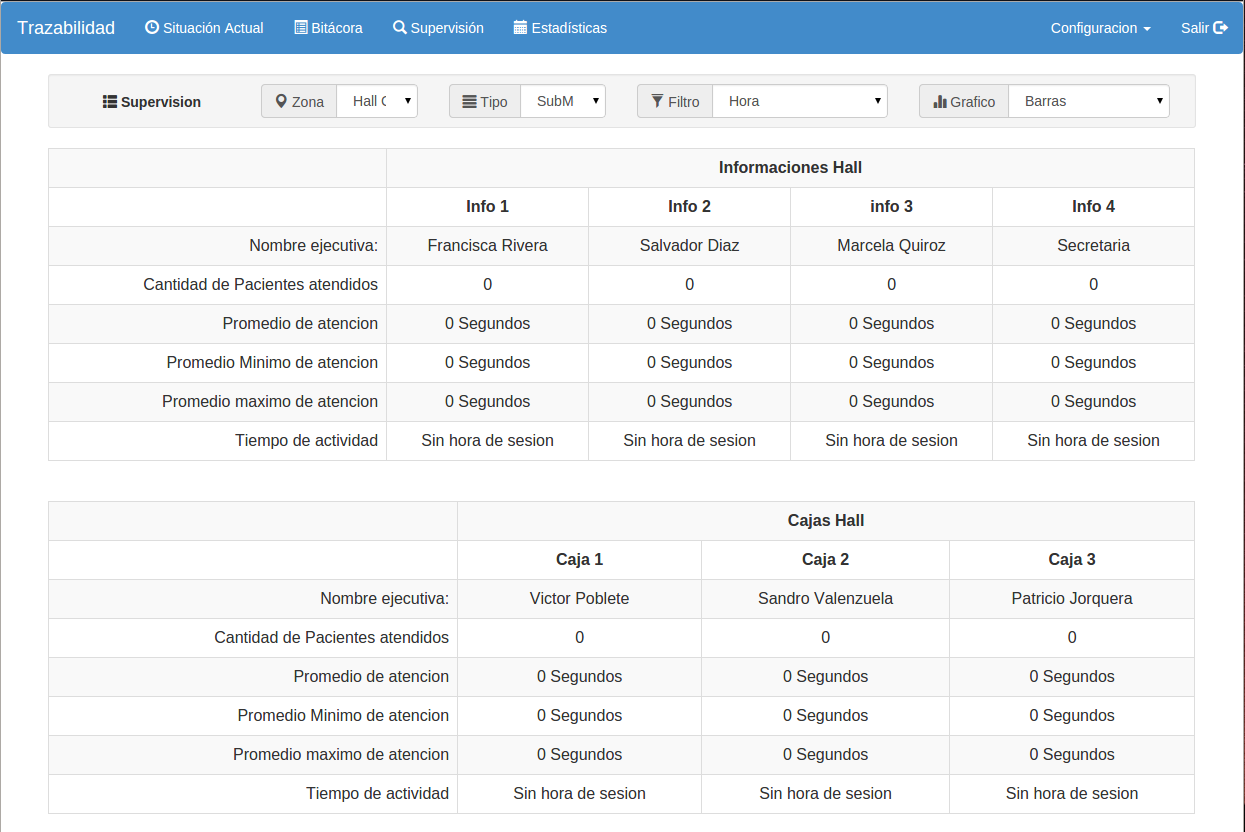 Trazabilidad Situación Actual Bitácora Supervisión Estadísticas Configuracion Salir
Supervision Zona Hall Tipo SubM Filtro Hora Grafico Barras
Informaciones Hall
Info 1 Info 2 info 3 Info 4
Nombre ejecutiva: Francisca Rivera Salvador Diaz Marcela Quiroz Secretaria
Cantidad de Pacientes atendidos 0 0 0 0
Promedio de atencion 0 Segundos 0 Segundos 0 Segundos 0 Segundos
Promedio Minimo de atencion 0 Segundos 0 Segundos 0 Segundos 0 Segundos
Promedio maximo de atencion 0 Segundos 0 Segundos 0 Segundos 0 Segundos
Tiempo de actividad Sin hora de sesion Sin hora de sesion Sin hora de sesion Sin hora de sesion
Cajas Hall
Caja 1 Caja 2 Caja 3
Nombre ejecutiva: Victor Poblete Sandro Valenzuela Patricio Jorquera
Cantidad de Pacientes atendidos 0 0 0
Promedio de atencion 0 Segundos 0 Segundos 0 Segundos
Promedio Minimo de atencion 0 Segundos 0 Segundos 0 Segundos
Promedio maximo de atencion 0 Segundos 0 Segundos 0 Segundos
Tiempo de actividad Sin hora de sesion Sin hora de sesion Sin hora de sesion